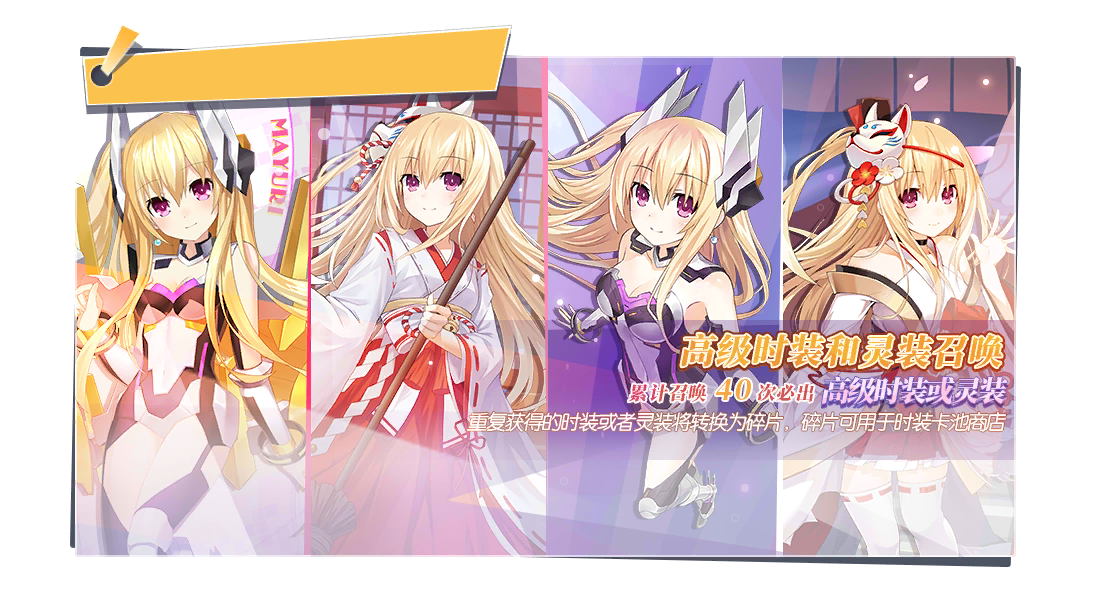 MAYURI
高级时装和灵装召唤
累计召唤 40 次必出 高级时装或灵装
重复获得的时装或者灵装将转换为碎片，碎片可用于时装卡池商店